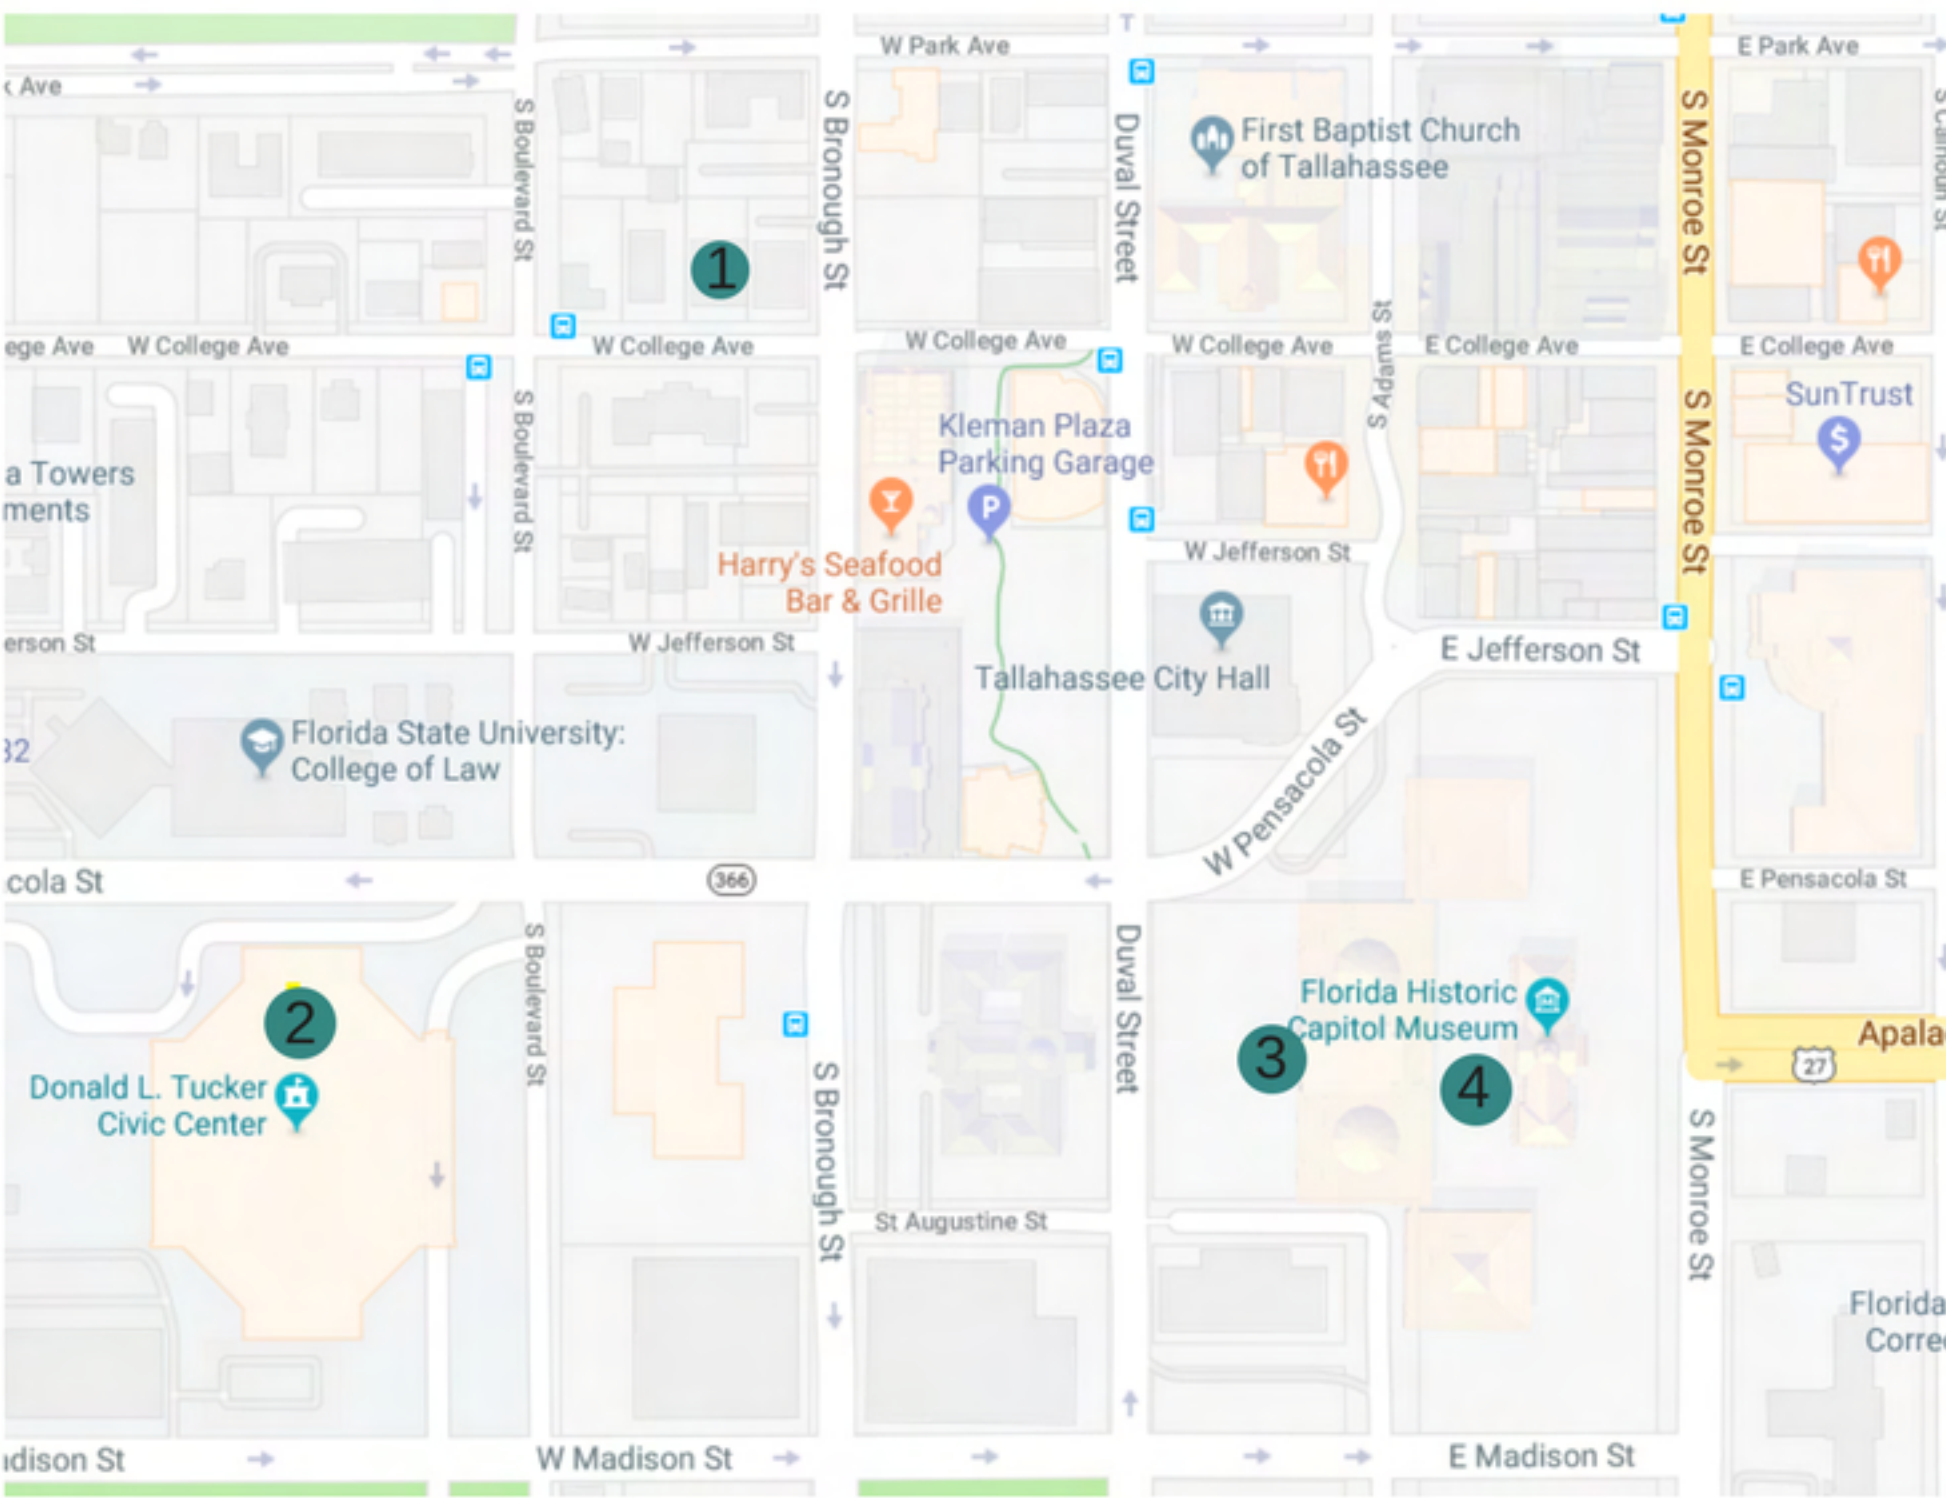 W Park Ave
E Park Ave
Ave
S Boulevard St
S Bronough St
Duval Street
First Baptist Church
of Tallahassee
S Monroe St
S Calhoun St
1
ege Ave
W College Ave
W College Ave
W College Ave
W College Ave
S Adams St
E College Ave
E College Ave
S Boulevard St
Kleman Plaza
Parking Garage
P
S Monroe St
SunTrust
$
a Towers
ments
Harry's Seafood
Bar & Grille
W Jefferson St
erson St
W Jefferson St
E Jefferson St
Tallahassee City Hall
32
Florida State University:
College of Law
W Pensacola St
cola St
366
E Pensacola St
S Boulevard St
Duval Street
2
Florida Historic
Capitol Museum
3
4
Apala
27
Donald L. Tucker
Civic Center
S Bronough St
S Monroe St
St Augustine St
Florida
Corre
adison St
W Madison St
E Madison St